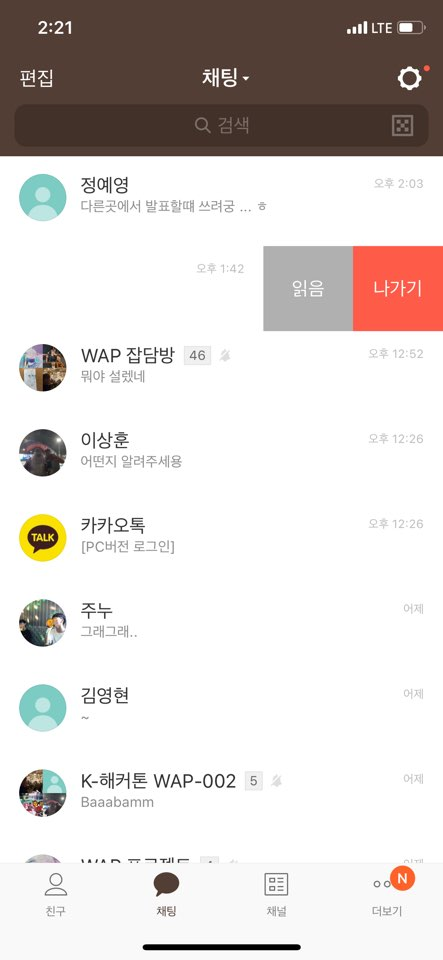 2:21
LTE
편집
채팅
검색
정예영
오후 2:03
다른곳에서 발표할떄 쓰려궁 ... ㅎ
오후 1:42
읽음
나가기
WAP 잡담방 46
오후 12:52
뭐야 설렜네
이상훈
오후 12:26
어떤지 알려주세용
TALK
카카오톡
오후 12:26
[PC버전 로그인]
주누
어제
그래그래..
김영현
어제
~
K-해커톤 WAP-002 5
어제
Baaabamm
WAP 프로젝트
어제
N
친구
채팅
채널
더보기